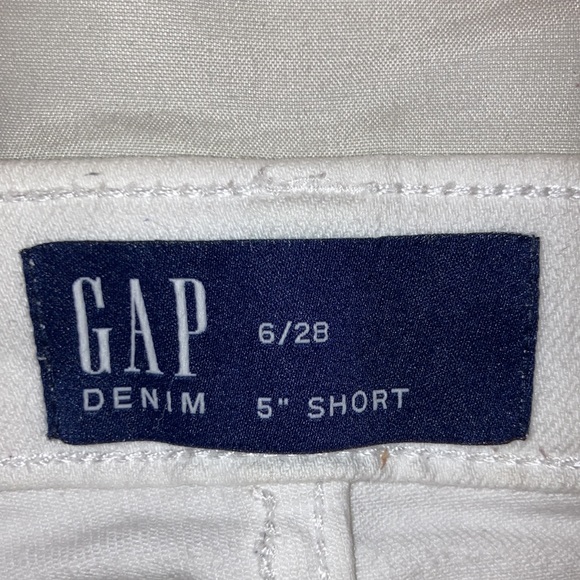 GAP
DENIM
6/28
5" SHORT